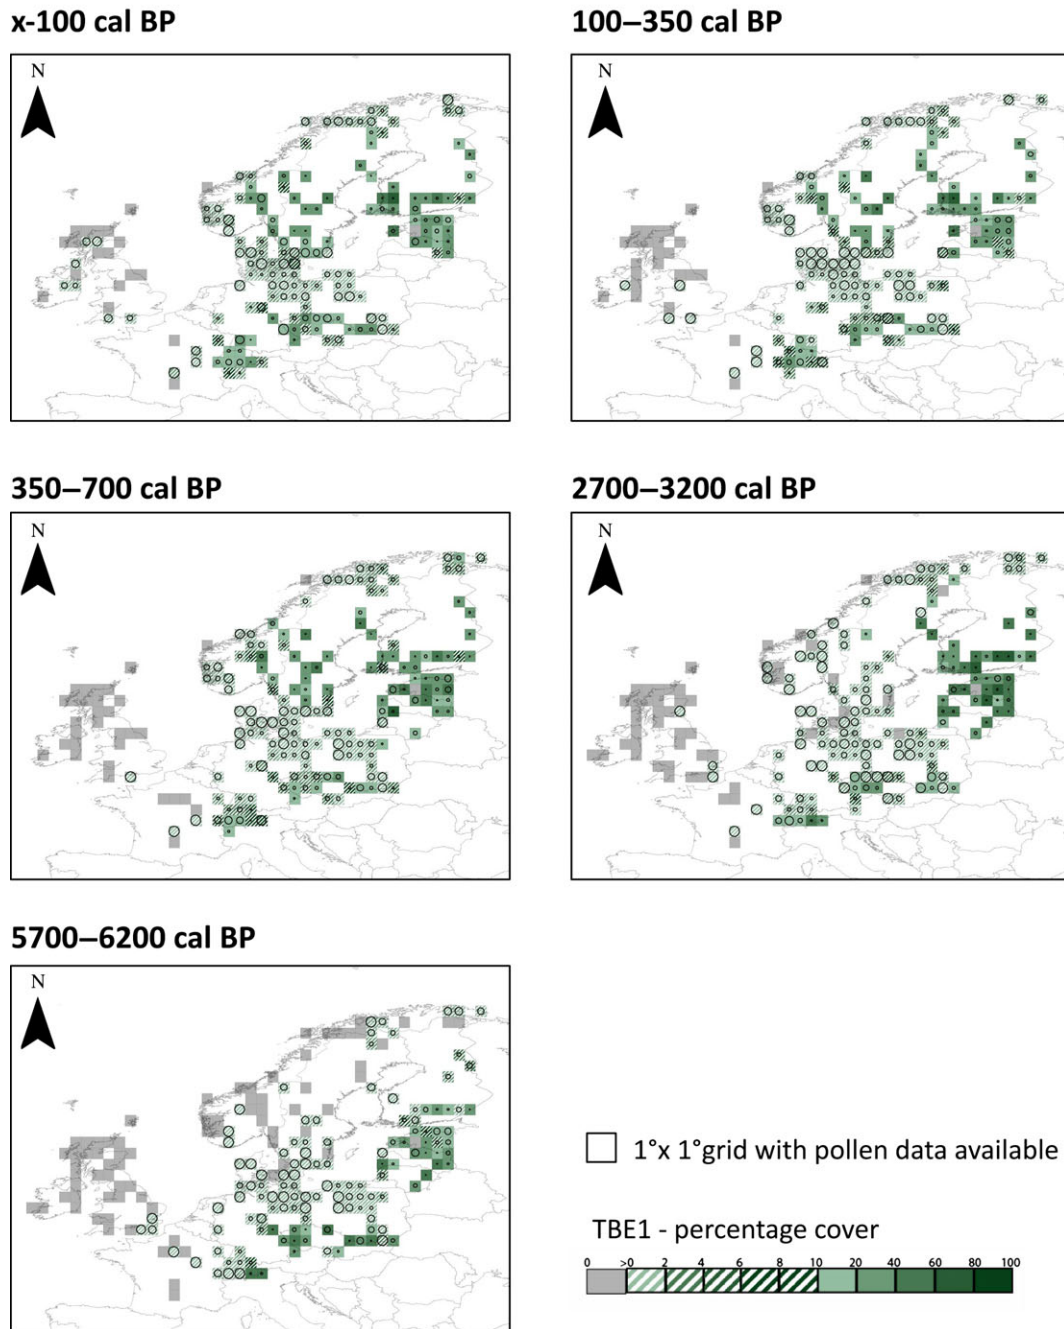 x-100 cal BP
100–350 cal BP
N
N
350–700 cal BP
2700–3200 cal BP
N
N
5700–6200 cal BP
N
1°x 1°grid with pollen data available
TBE1 - percentage cover
0 >0 2 4 6 8 10 20 40 60 80 100